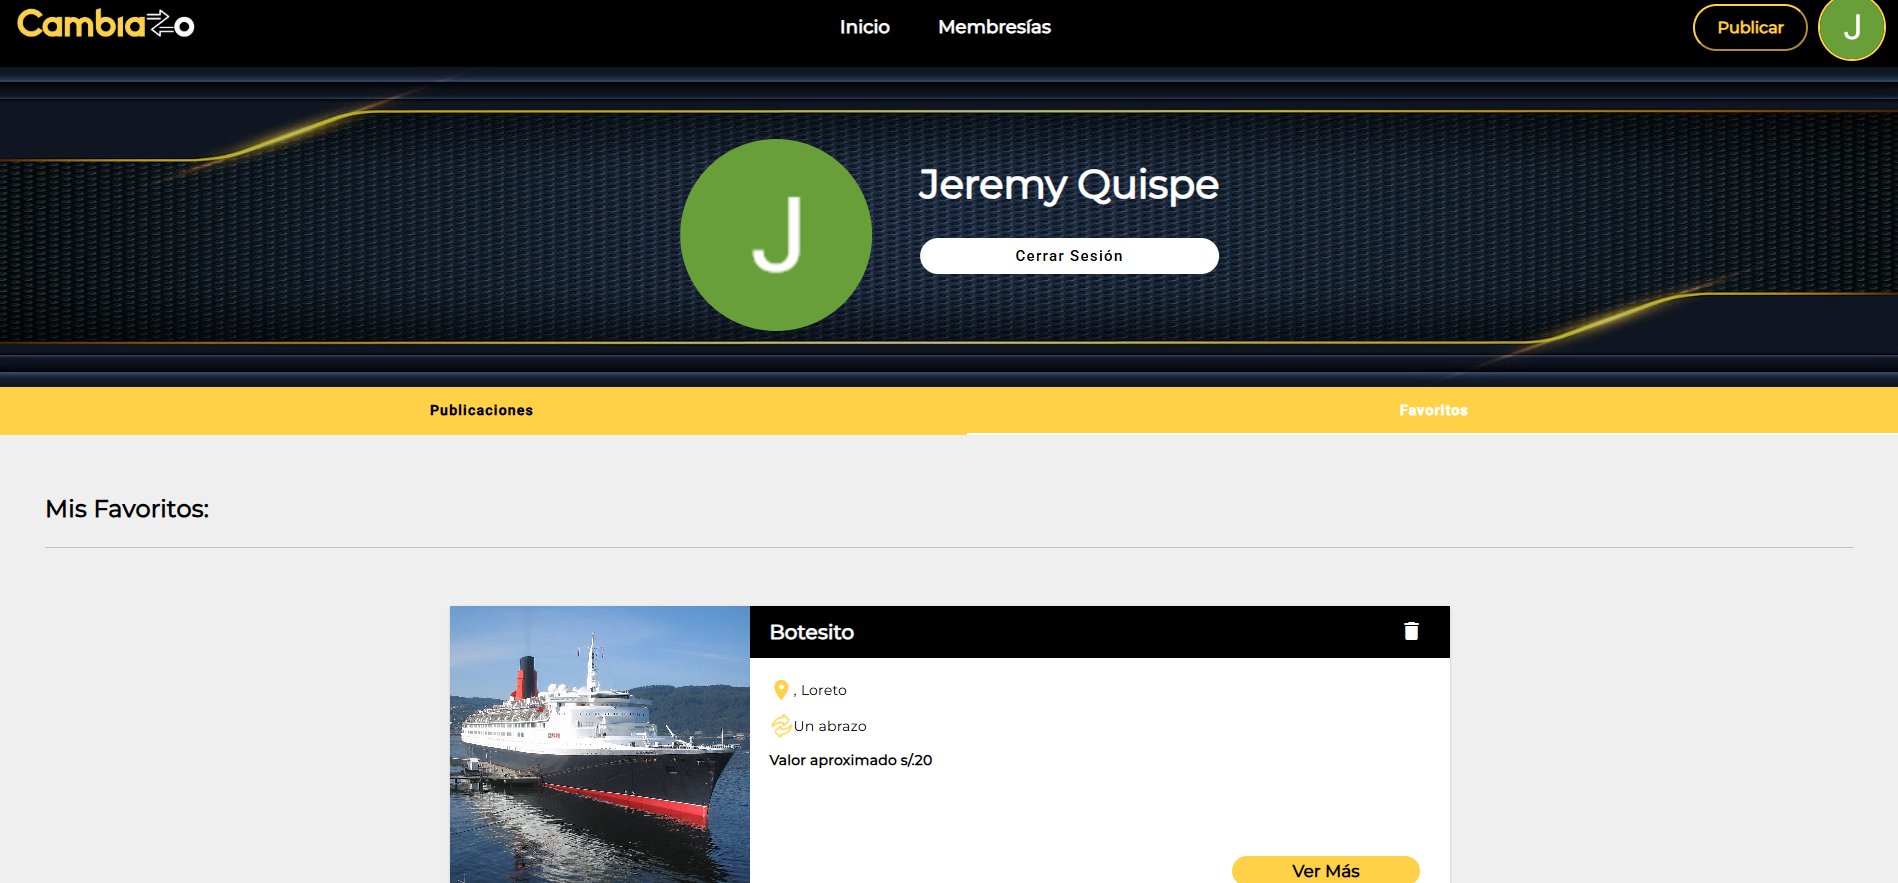 Cambiazo
Inicio
Membresías
Publicar
J
J
Jeremy Quispe
Cerrar Sesión
Publicaciones
Favoritos
Mis Favoritos:
Botesito
, Loreto
Un abrazo
Valor aproximado s/.20
Ver Más